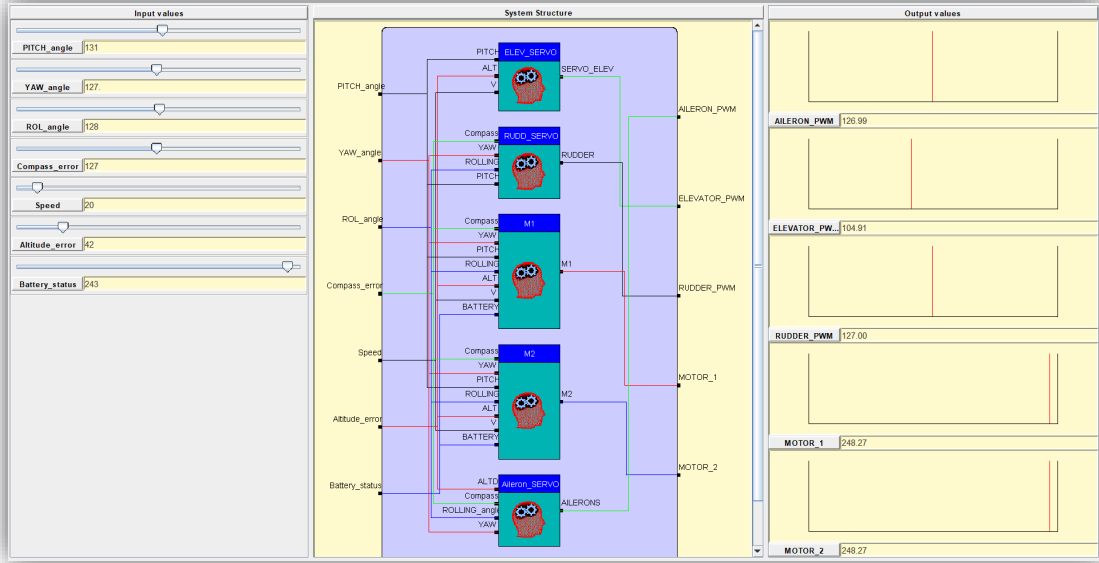 Input values
PITCH_angle 131
YAW_angle 127.
ROL_angle 128
Compass_error 127
Speed 20
Altitude_error 42
Battery_status 243
System Structure
PITCH_angle
YAW_angle
ROL_angle
Compass_error
Speed
Altitude_error
Battery_status
PITCH ELEV_SERVO
ALT SERVO_ELEV
V
Compass RUDD_SERVO
YAW RUDDER
ROLLING
PITCH
Compass M1
YAW
PITCH
ROLLING M1
ALT
V
BATTERY
Compass M2
YAW
PITCH
ROLLING M2
ALT
V
BATTERY
ALTD Aileron_SERVO
Compass
ROLLING_angle AILERONS
YAW
AILERON_PWM
ELEVATOR_PWM
RUDDER_PWM
MOTOR_1
MOTOR_2
Output values
AILERON_PWM 126.99
ELEVATOR_PW... 104.91
RUDDER_PWM 127.00
MOTOR_1 248.27
MOTOR_2 248.27